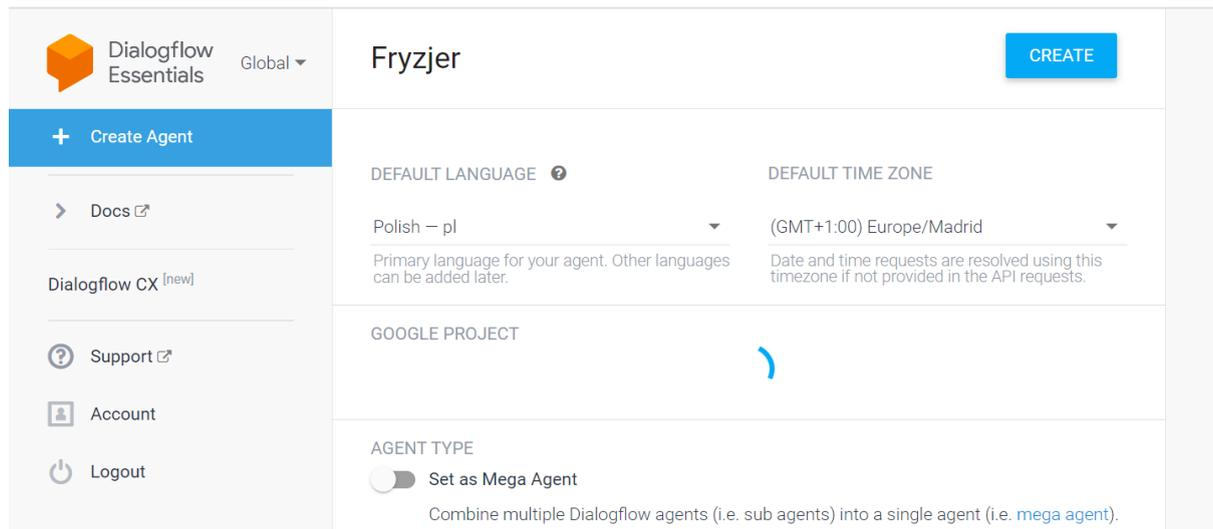 Dialogflow
Essentials
Global
Fryzjer
CREATE
Create Agent
Docs
Dialogflow CX [new]
Support
Account
Logout
DEFAULT LANGUAGE
DEFAULT TIME ZONE
Polish — pl
(GMT+1:00) Europe/Madrid
Primary language for your agent. Other languages
can be added later.
Date and time requests are resolved using this
timezone if not provided in the API requests.
GOOGLE PROJECT
AGENT TYPE
Set as Mega Agent
Combine multiple Dialogflow agents (i.e. sub agents) into a single agent (i.e. mega agent).